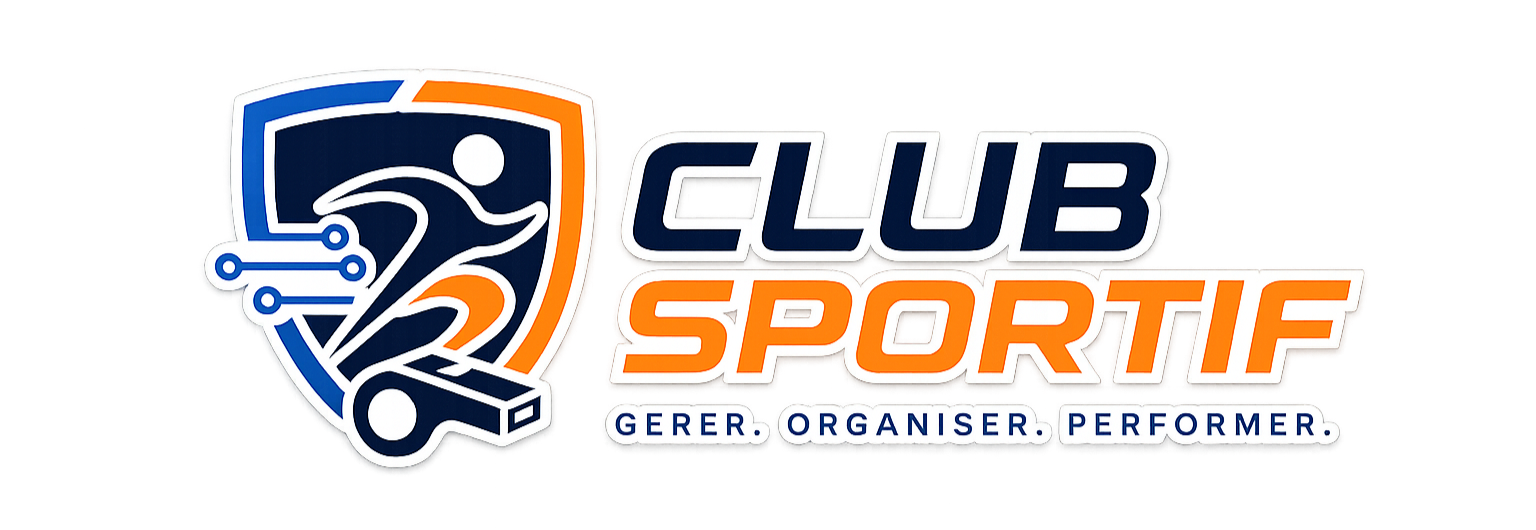 CLUB
SPORTIF
GERER. ORGANISER. PERFORMER.